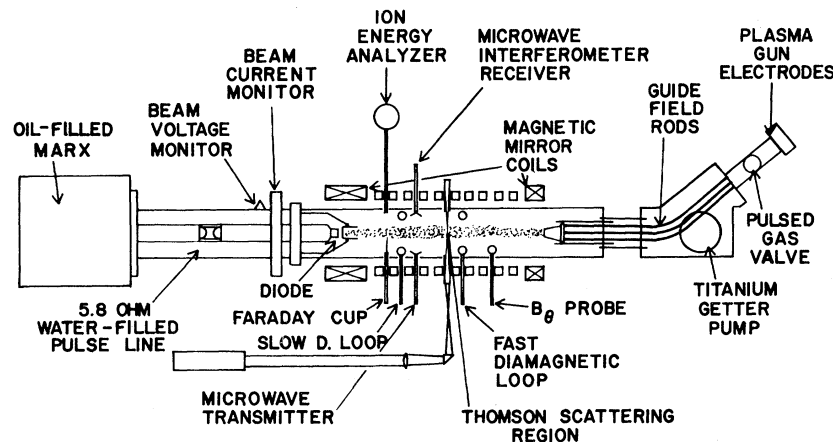 ION
ENERGY
ANALYZER
MICROWAVE
INTERFEROMETER
RECEIVER
PLASMA
GUN
ELECTRODES
BEAM
CURRENT
MONITOR
GUIDE
FIELD
RODS
BEAM
VOLTAGE
MONITOR
OIL-FILLED
MARX
MAGNETIC
MIRROR
COILS
PULSED
GAS
VALVE
DIODE
TITANIUM
GETTER
PUMP
5.8 OHM
WATER-FILLED
PULSE LINE
FARADAY CUP
SLOW D. LOOP
Bθ PROBE
FAST
DIAMAGNETIC
LOOP
MICROWAVE
TRANSMITTER
THOMSON SCATTERING
REGION